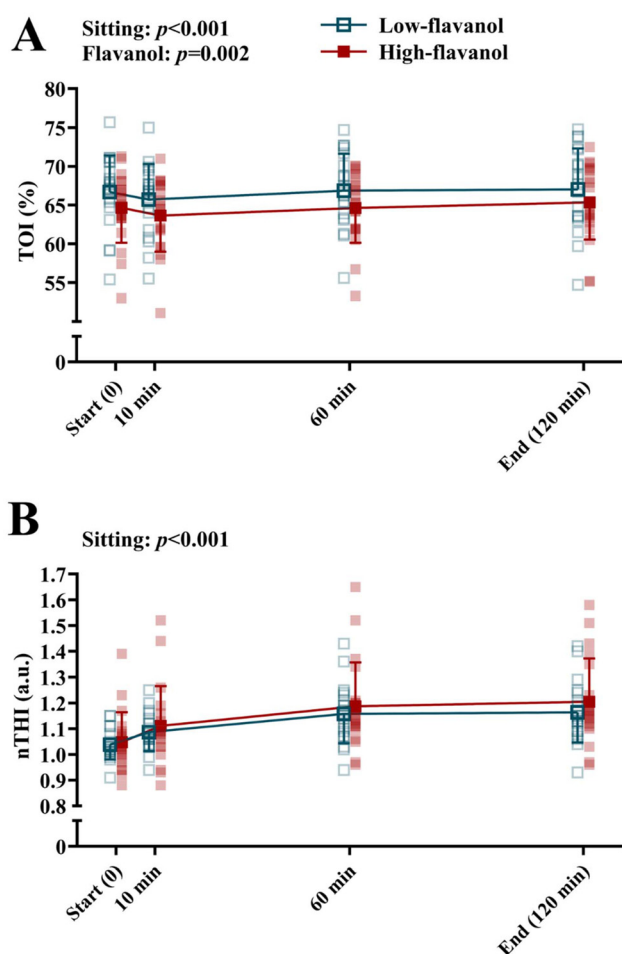 A
Sitting: p<0.001
Flavanol: p=0.002
Low-flavanol
High-flavanol
TOI (%)
80
75
70
65
60
55
0
Start (0)
10 min
60 min
End (120 min)
B
Sitting: p<0.001
nTHI (a.u.)
1.7
1.6
1.5
1.4
1.3
1.2
1.1
1.0
0.9
0.8
0
Start (0)
10 min
60 min
End (120 min)